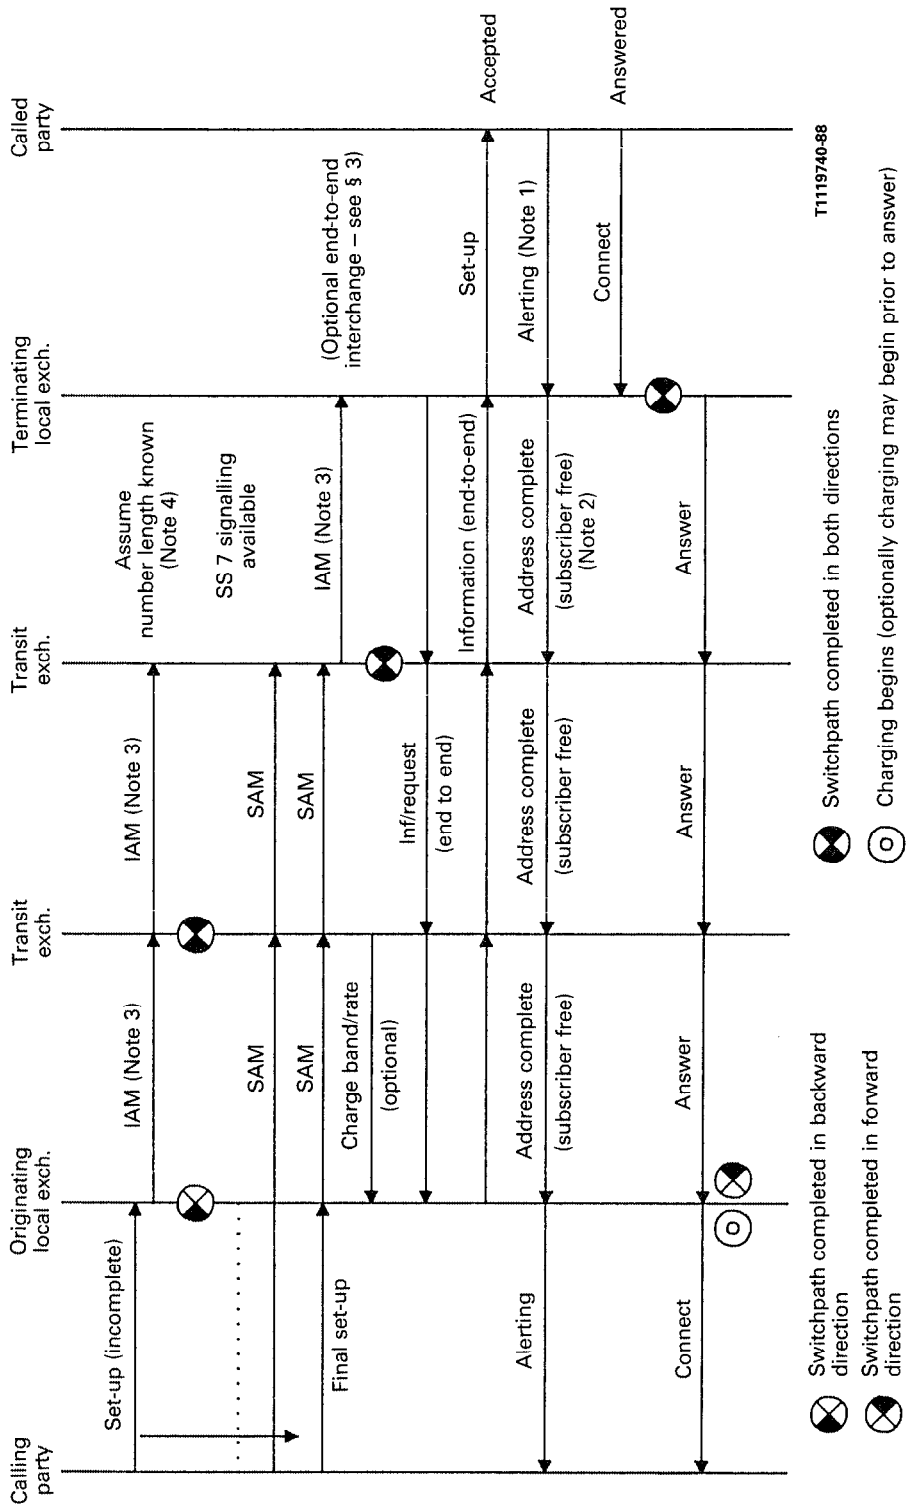 Calling
party
Originating
local exch.
Transit
exch.
Transit
exch.
Terminating
local exch.
Called
party
Set-up (incomplete)
IAM (Note 3)
IAM (Note 3)
Assume
number length known
(Note 4)
SS 7 signalling
available
SAM
SAM
Final set-up
SAM
SAM
IAM (Note 3)
(Optional end-to-end
interchange – see § 3)
Charge band/rate
(optional)
Inf/request
(end to end)
Information (end-to-end)
Set-up
Accepted
Alerting
Address complete
(subscriber free)
Address complete
(subscriber free)
Address complete
(subscriber free)
(Note 2)
Alerting (Note 1)
Connect
Answered
Connect
Answer
Answer
Answer
T1119740-88
Switchpath completed in backward
direction
Switchpath completed in forward
direction
Switchpath completed in both directions
Charging begins (optionally charging may begin prior to answer)